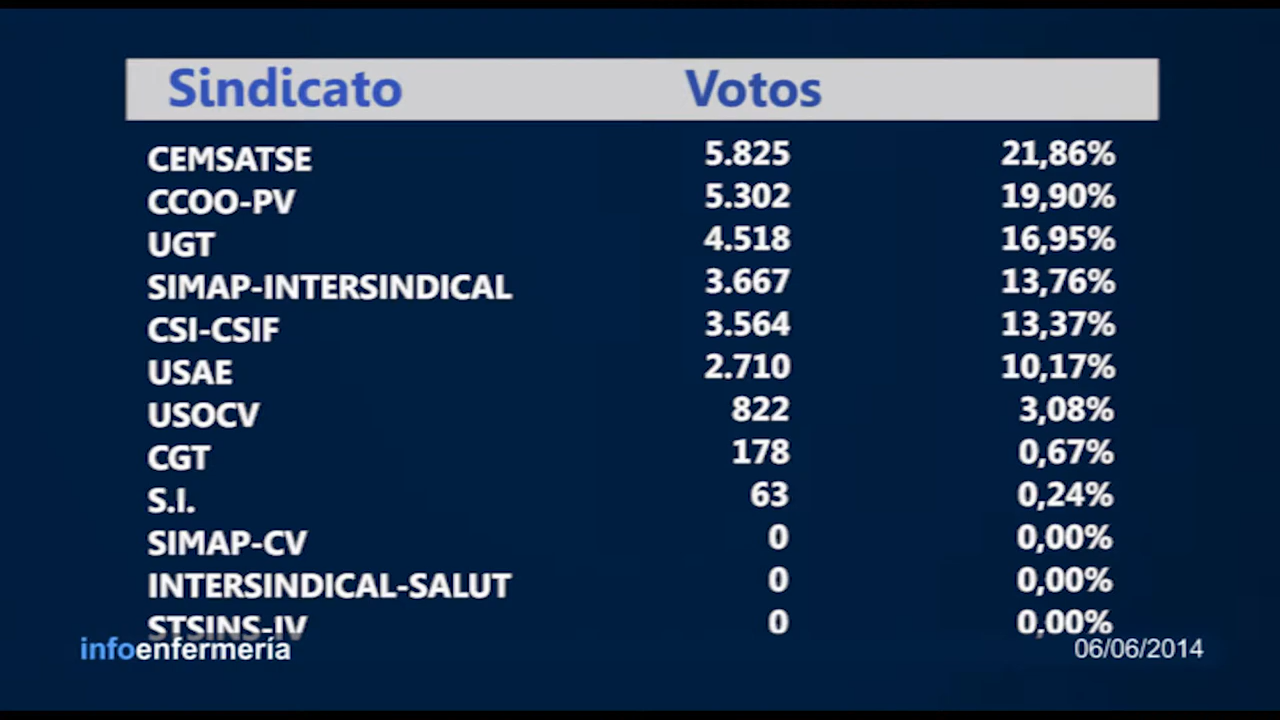 Sindicato Votos
CEMSATSE 5.825 21,86%
CCOO-PV 5.302 19,90%
UGT 4.518 16,95%
SIMAP-INTERSINDICAL 3.667 13,76%
CSI-CSIF 3.564 13,37%
USAE 2.710 10,17%
USOCV 822 3,08%
CGT 178 0,67%
S.I. 63 0,24%
SIMAP-CV 0 0,00%
INTERSINDICAL-SALUT 0 0,00%
STSINS-IV 0 0,00%
infoenfermería 06/06/2014